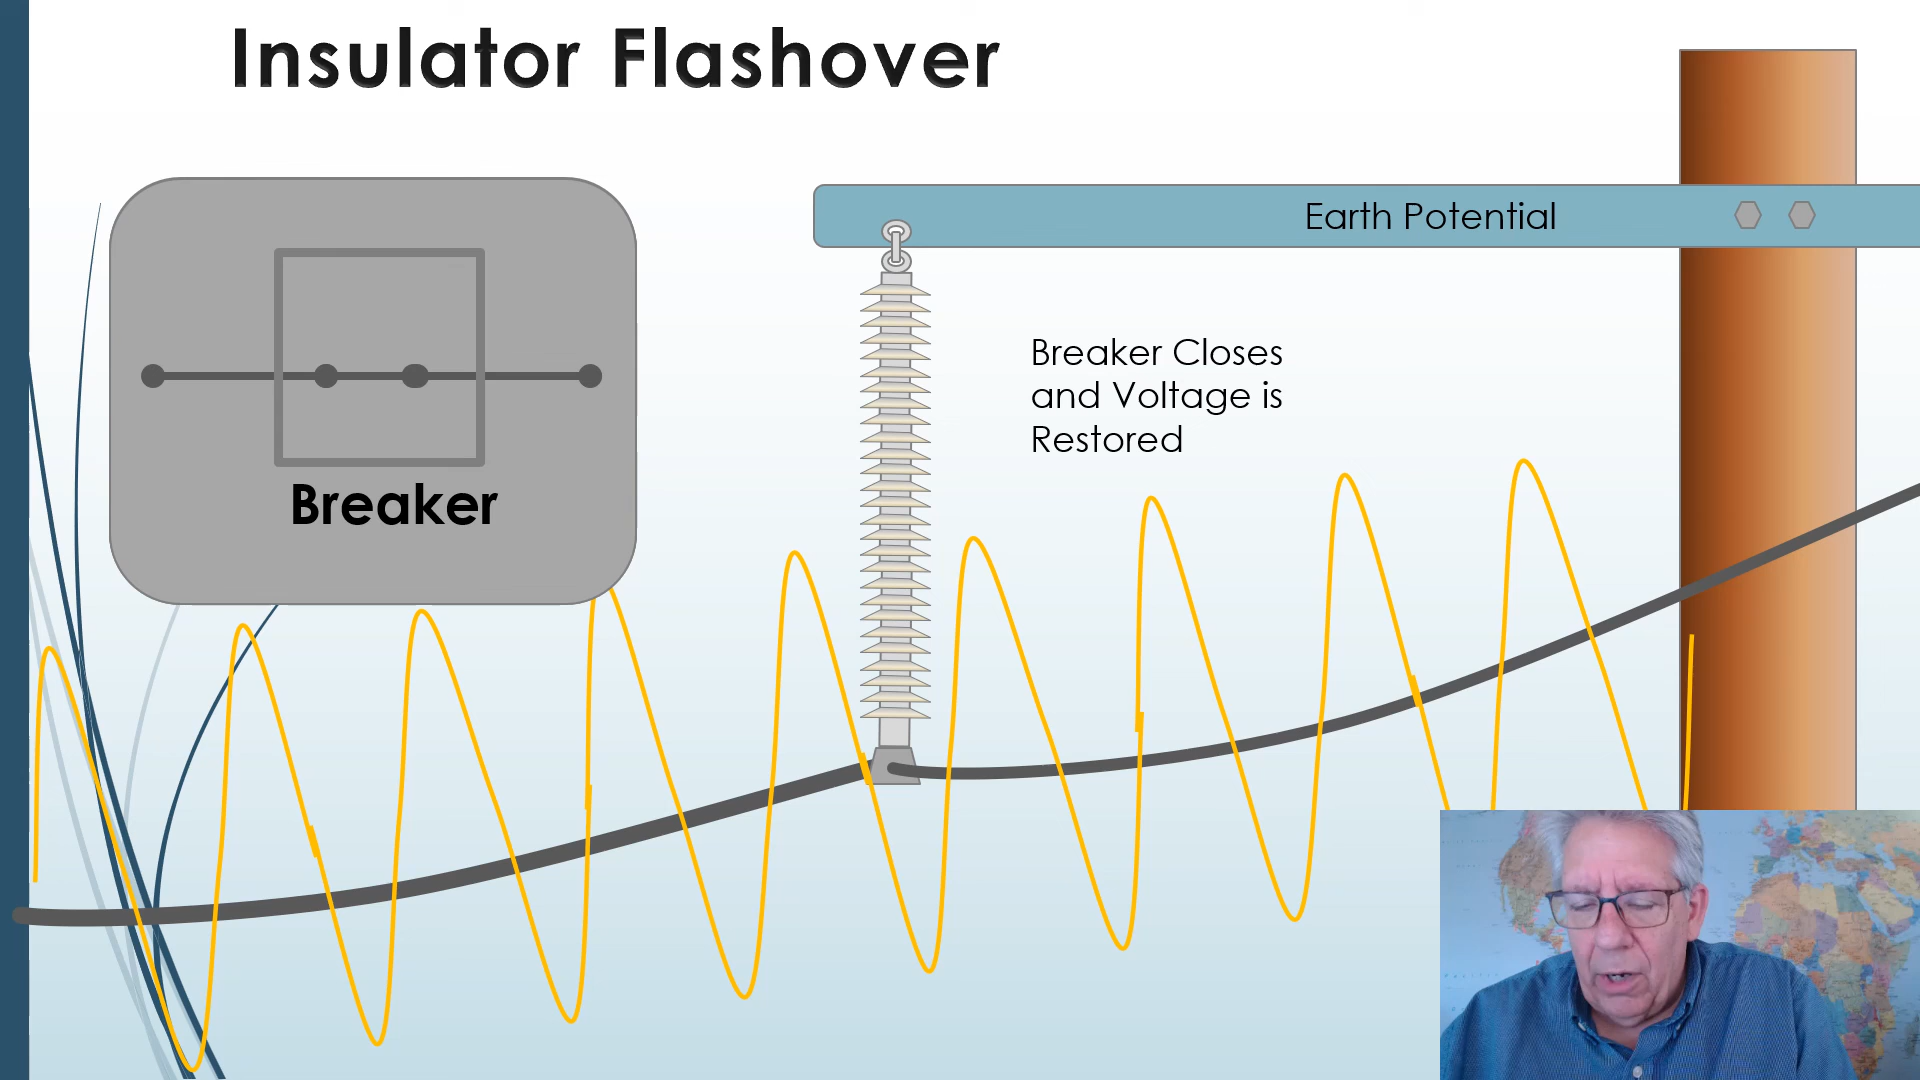 Insulator Flashover
Earth Potential
Breaker Closes
and Voltage is
Restored
Breaker